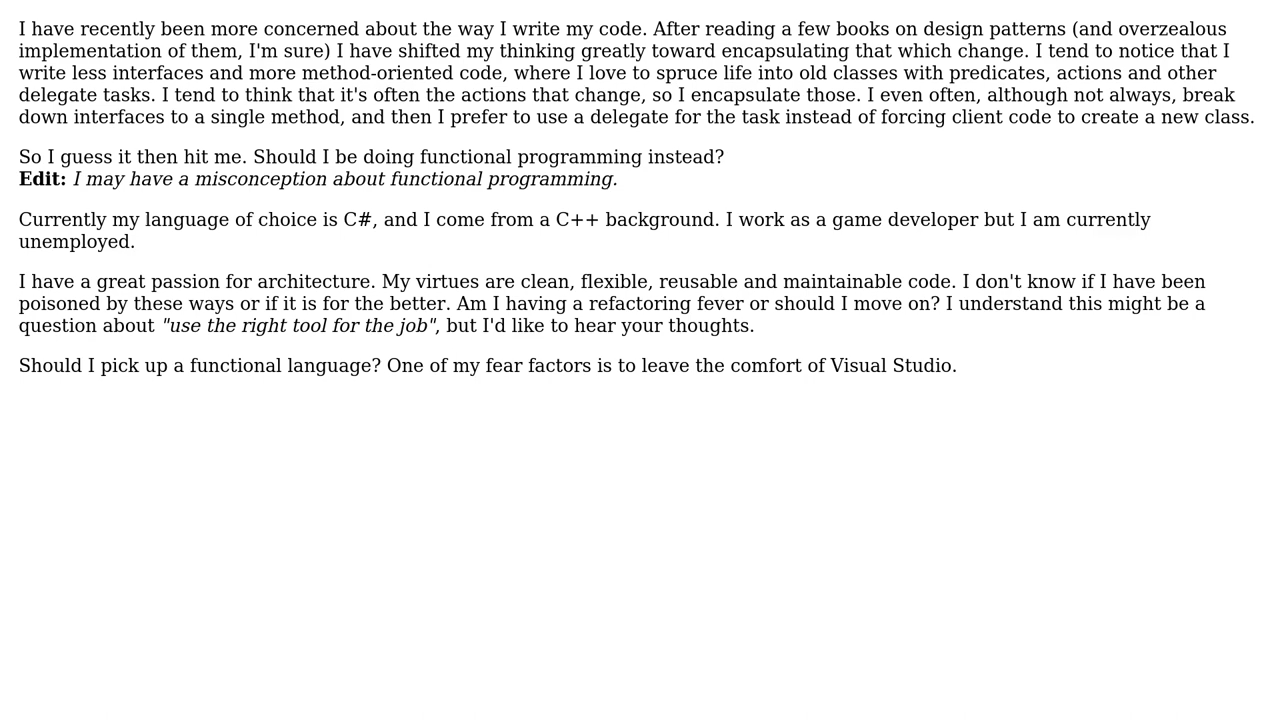 I have recently been more concerned about the way I write my code. After reading a few books on design patterns (and overzealous
implementation of them, I'm sure) I have shifted my thinking greatly toward encapsulating that which change. I tend to notice that I
write less interfaces and more method-oriented code, where I love to spruce life into old classes with predicates, actions and other
delegate tasks. I tend to think that it's often the actions that change, so I encapsulate those. I even often, although not always, break
down interfaces to a single method, and then I prefer to use a delegate for the task instead of forcing client code to create a new class.
So I guess it then hit me. Should I be doing functional programming instead?
Edit: I may have a misconception about functional programming.
Currently my language of choice is C#, and I come from a C++ background. I work as a game developer but I am currently
unemployed.
I have a great passion for architecture. My virtues are clean, flexible, reusable and maintainable code. I don't know if I have been
poisoned by these ways or if it is for the better. Am I having a refactoring fever or should I move on? I understand this might be a
question about "use the right tool for the job", but I'd like to hear your thoughts.
Should I pick up a functional language? One of my fear factors is to leave the comfort of Visual Studio.